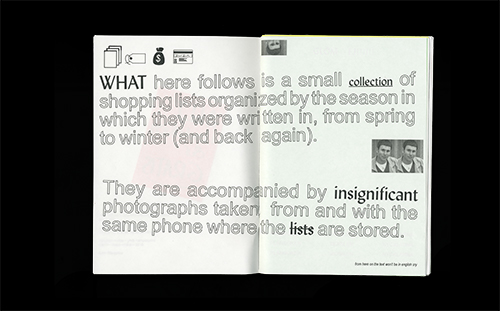 WHAT here follows is a small collection of
shopping lists organized by the season in
which they were written in, from spring
to winter (and back again).
They are accompanied by insignificant
photographs taken from and with the
same phone where the lists are stored.
from here on the text won't be in english sry